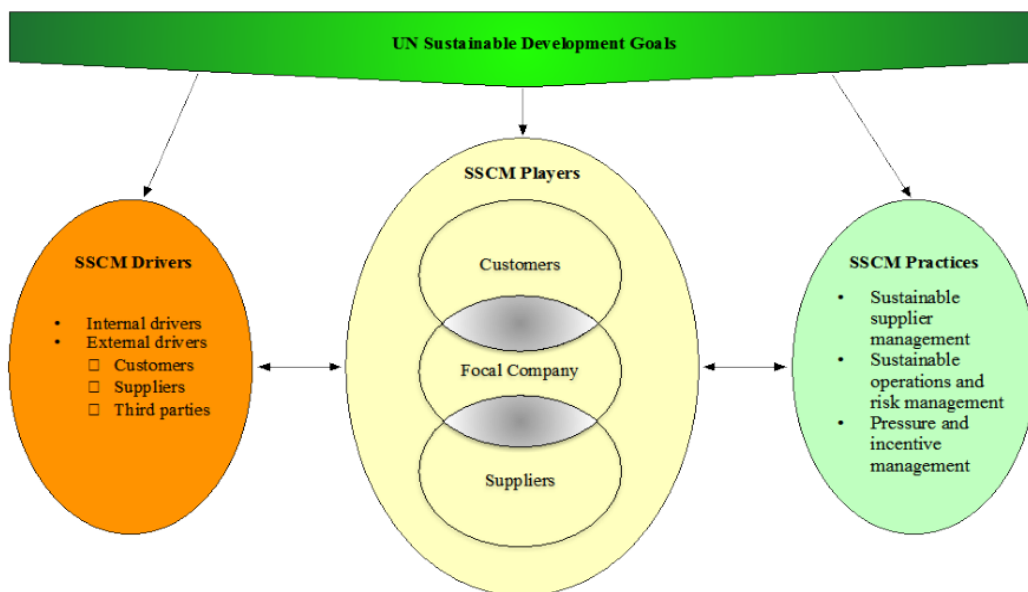 UN Sustainable Development Goals
SSCM Drivers
• Internal drivers
• External drivers
□ Customers
□ Suppliers
□ Third parties
SSCM Players
Customers
Focal Company
Suppliers
SSCM Practices
• Sustainable
supplier
management
• Sustainable
operations and
risk management
• Pressure and
incentive
management